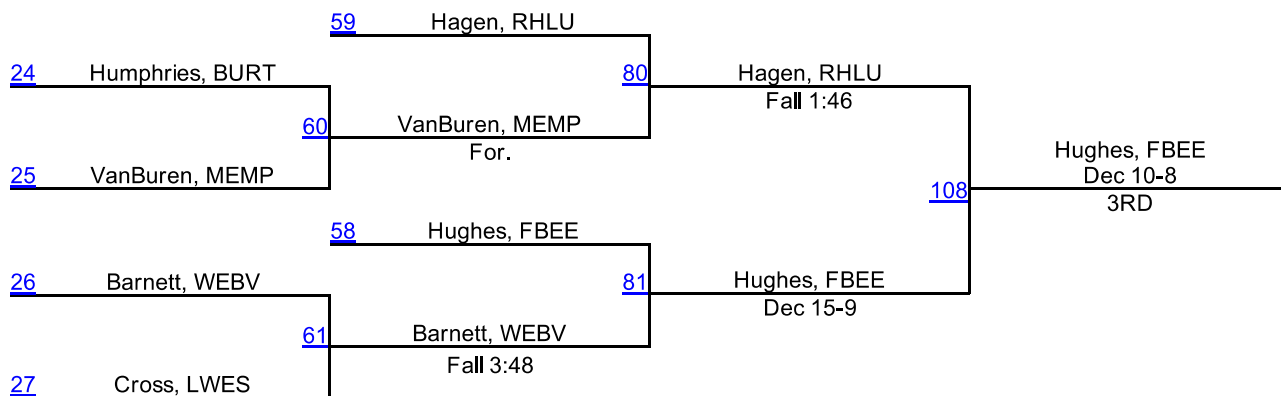 59 Hagen, RHLU
24 Humphries, BURT
80 Hagen, RHLU
Fall 1:46
60 VanBuren, MEMP
For.
25 VanBuren, MEMP
Hughes, FBEE
Dec 10-8
108
3RD
58 Hughes, FBEE
26 Barnett, WEBV
81 Hughes, FBEE
Dec 15-9
61 Barnett, WEBV
Fall 3:48
27 Cross, LWES